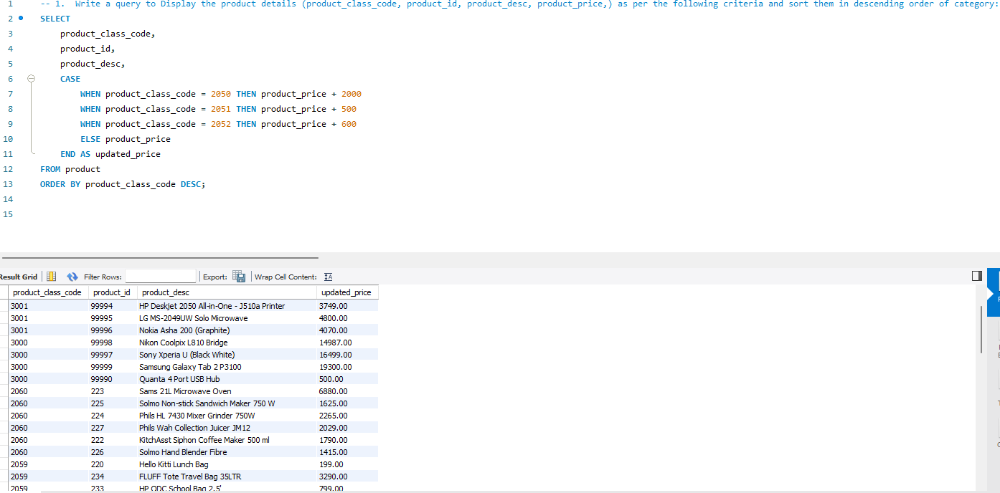 1 -- 1. Write a query to Display the product details (product_class_code, product_id, product_desc, product_price,) as per the following criteria and sort them in descending order of category:
2 SELECT
3 product_class_code,
4 product_id,
5 product_desc,
6 CASE
7 WHEN product_class_code = 2050 THEN product_price + 2000
8 WHEN product_class_code = 2051 THEN product_price + 500
9 WHEN product_class_code = 2052 THEN product_price + 600
10 ELSE product_price
11 END AS updated_price
12 FROM product
13 ORDER BY product_class_code DESC;
14
15
Result Grid Filter Rows: Export: Wrap Cell Content:
product_class_code product_id product_desc updated_price
3001 99994 HP Deskjet 2050 All-in-One - J510a Printer 3749.00
3001 99995 LG MS-2049UW Solo Microwave 4800.00
3001 99996 Nokia Asha 200 (Graphite) 4070.00
3000 99998 Nikon Coolpix L810 Bridge 14987.00
3000 99997 Sony Xperia U (Black White) 16499.00
3000 99999 Samsung Galaxy Tab 2 P3100 19300.00
3000 99990 Quanta 4 Port USB Hub 500.00
2060 223 Sams 21L Microwave Oven 6880.00
2060 225 Solmo Non-stick Sandwich Maker 750 W 1625.00
2060 224 Phils HL 7430 Mixer Grinder 750W 2265.00
2060 227 Phils Wah Collection Juicer JM12 2029.00
2060 222 KitchAsst Siphon Coffee Maker 500 ml 1790.00
2060 226 Solmo Hand Blender Fibre 1415.00
2059 220 Hello Kitti Lunch Bag 199.00
2059 234 FLUFF Tote Travel Bag 35LTR 3290.00
2059 233 HP ODC School Bag 2.5' 799.00